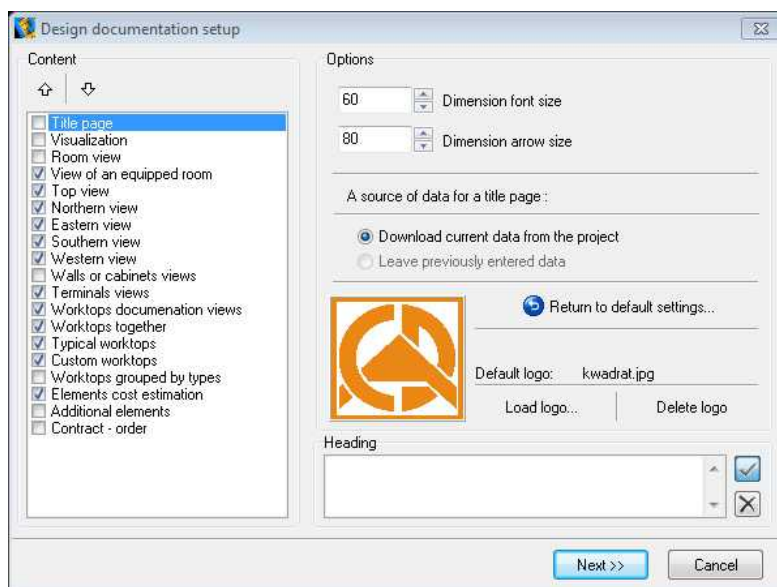 Design documentation setup
Content
Title page
Visualization
Room view
View of an equipped room
Top view
Northern view
Eastern view
Southern view
Western view
Walls or cabinets views
Terminals views
Worktops documenation views
Worktops together
Typical worktops
Custom worktops
Worktops grouped by types
Elements cost estimation
Additional elements
Contract - order
Options
60 Dimension font size
80 Dimension arrow size
A source of data for a title page :
Download current data from the project
Leave previously entered data
Return to default settings...
Default logo: kwadrat.jpg
Load logo... Delete logo
Heading
Next >> Cancel